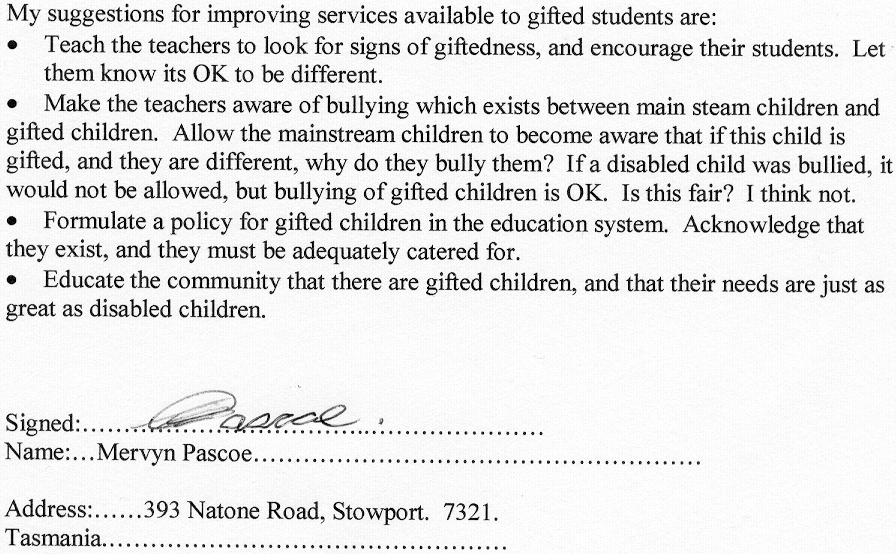 My suggestions for improving services available to gifted students are:
• Teach the teachers to look for signs of giftedness, and encourage their students. Let
them know its OK to be different.
• Make the teachers aware of bullying which exists between main steam children and
gifted children. Allow the mainstream children to become aware that if this child is
gifted, and they are different, why do they bully them? If a disabled child was bullied, it
would not be allowed, but bullying of gifted children is OK. Is this fair? I think not.
• Formulate a policy for gifted children in the education system. Acknowledge that
they exist, and they must be adequately catered for.
• Educate the community that there are gifted children, and that their needs are just as
great as disabled children.
Signed:......Pascoe.........................
Name:...Mervyn Pascoe.........................................................
Address:......393 Natone Road, Stowport. 7321.
Tasmania...................................................